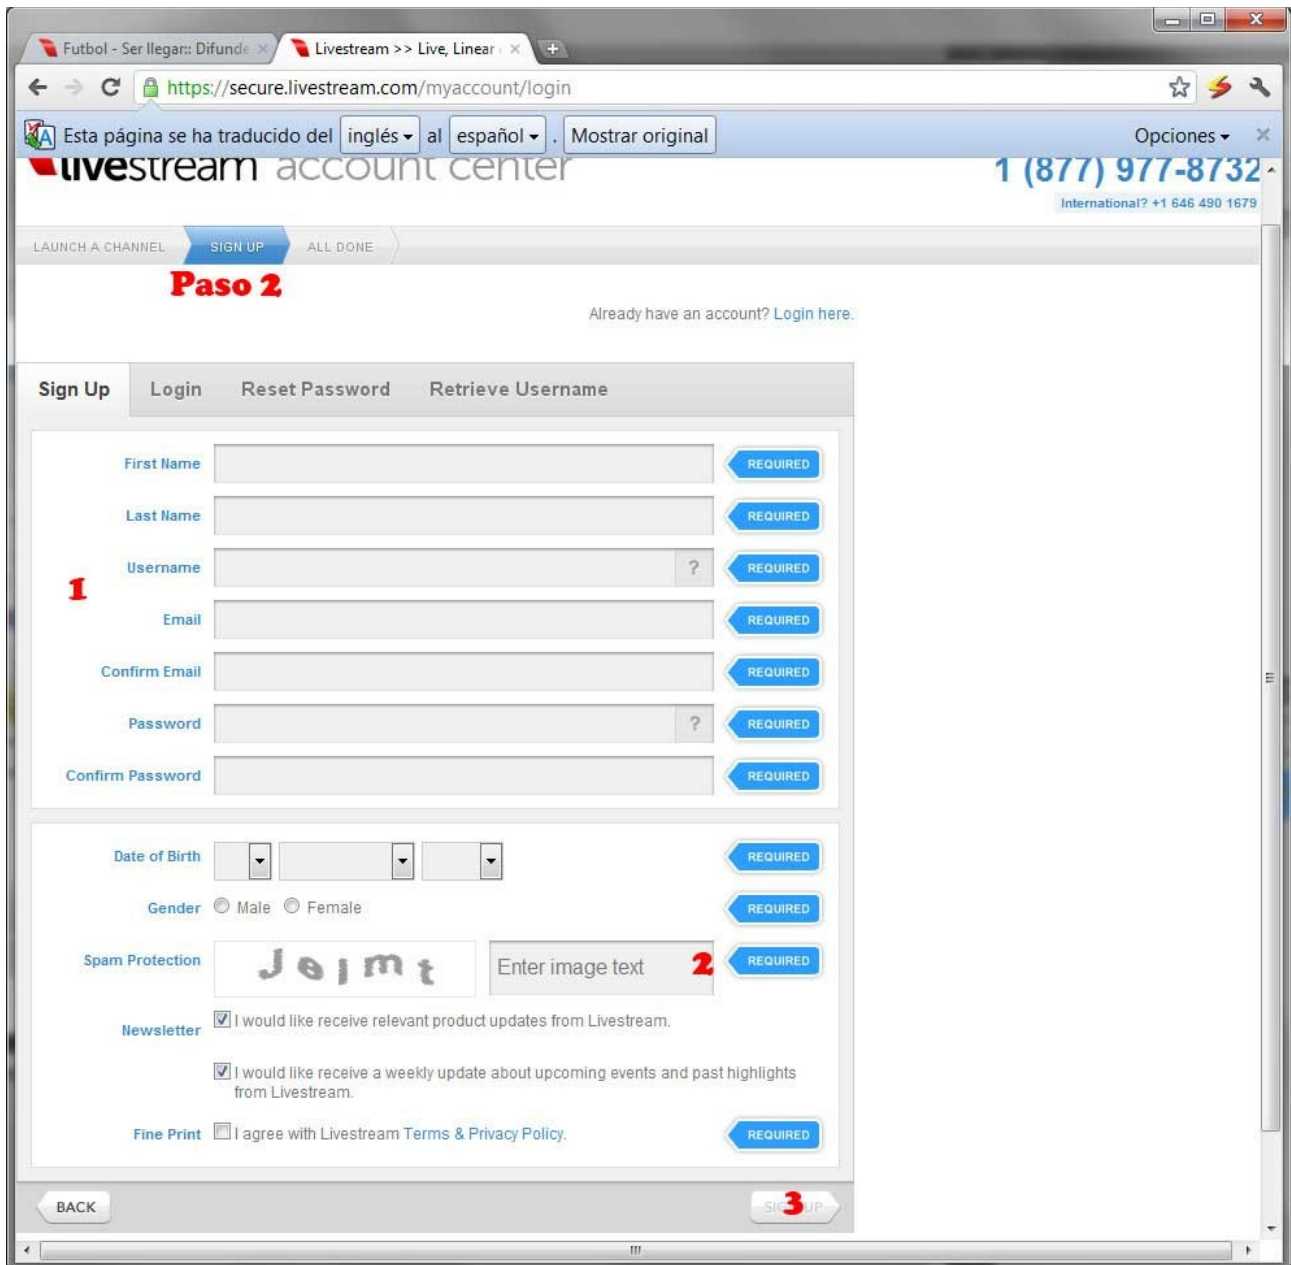 Futbol - Ser llegar:: Difunde
Livestream >> Live, Linear
https://secure.livestream.com/myaccount/login
Esta página se ha traducido del inglés al español . Mostrar original Opciones
livestream account center
1 (877) 977-8732
International? +1 646 490 1679
LAUNCH A CHANNEL SIGN UP ALL DONE
Paso 2
Already have an account? Login here.
Sign Up Login Reset Password Retrieve Username
First Name REQUIRED
Last Name REQUIRED
Username ? REQUIRED
1
Email REQUIRED
Confirm Email REQUIRED
Password ? REQUIRED
Confirm Password REQUIRED
Date of Birth REQUIRED
Gender Male Female REQUIRED
Spam Protection Jejmt Enter image text 2 REQUIRED
Newsletter I would like receive relevant product updates from Livestream.
I would like receive a weekly update about upcoming events and past highlights
from Livestream.
Fine Print I agree with Livestream Terms & Privacy Policy. REQUIRED
BACK SIGN UP 3